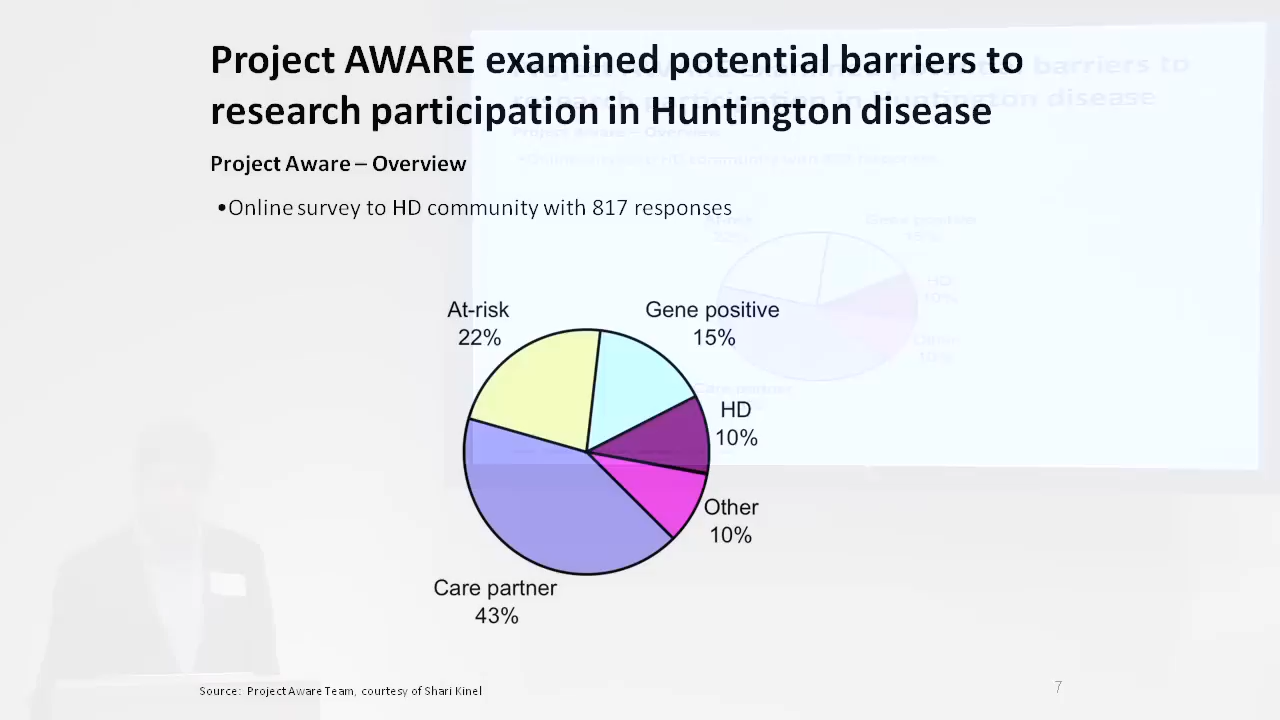 Project AWARE examined potential barriers to
research participation in Huntington disease
Project Aware – Overview
•Online survey to HD community with 817 responses
At-risk
22%
Gene positive
15%
HD
10%
Other
10%
Care partner
43%
Source: Project Aware Team, courtesy of Shari Kinel
7